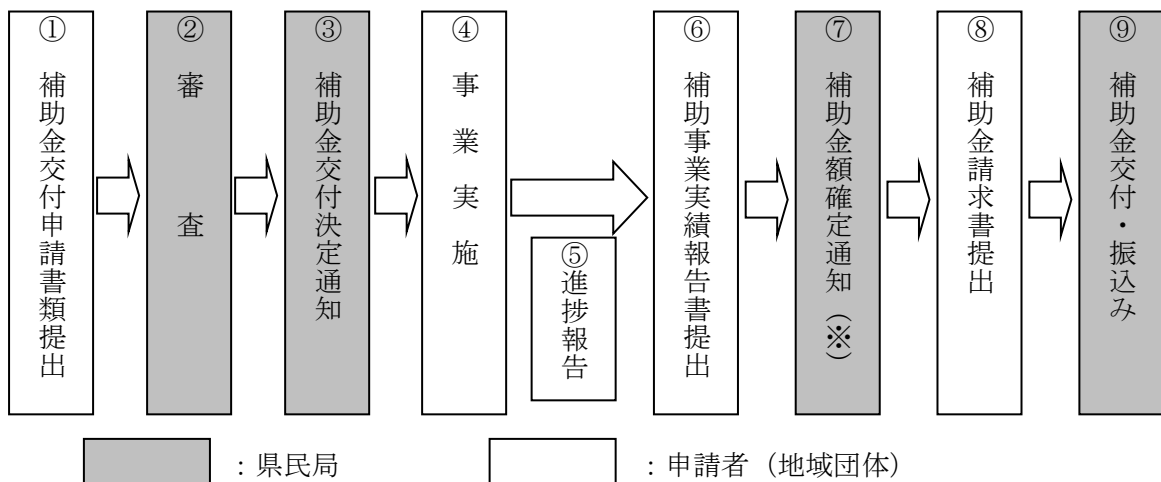 ①補助金交付申請書類提出
②審査
③補助金交付決定通知
④事業実施
⑤進捗報告
⑥補助事業実績報告書提出
⑦補助金額確定通知（※）
⑧補助金請求書提出
⑨補助金交付・振込み
：県民局
：申請者（地域団体）